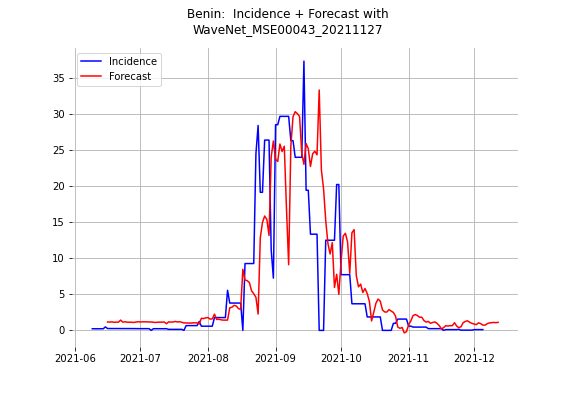 Benin:  Incidence + Forecast with
WaveNet_MSE00043_20211127
Incidence
Forecast
35
30
25
20
15
10
5
0
2021-06 2021-07 2021-08 2021-09 2021-10 2021-11 2021-12